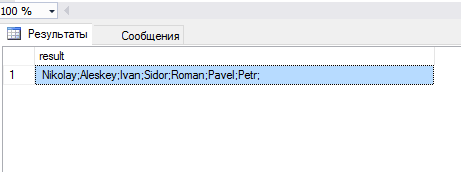 100 %
Результаты Сообщения
result
1 Nikolay;Aleskey;Ivan;Sidor;Roman;Pavel;Petr;